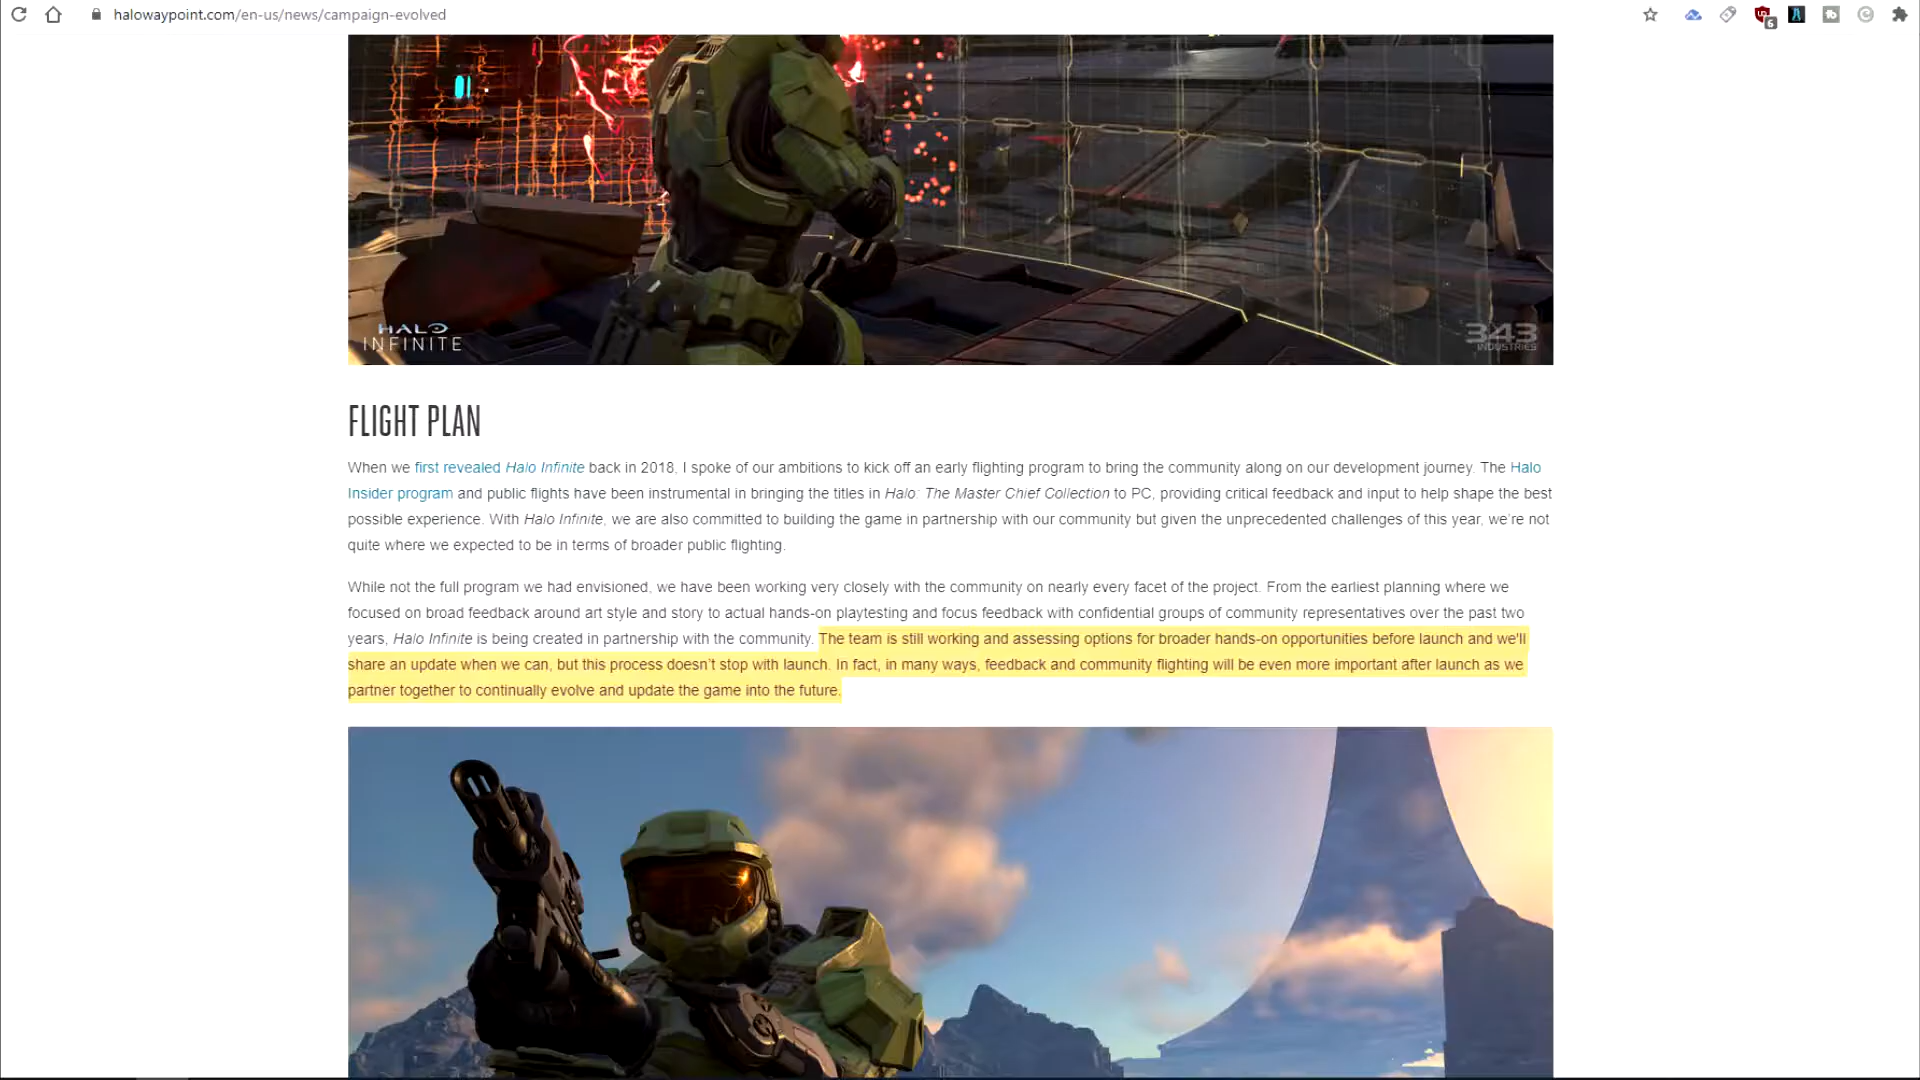 halowaypoint.com/en-us/news/campaign-evolved
6
HALO
INFINITE
343
INDUSTRIES
FLIGHT PLAN
When we first revealed Halo Infinite back in 2018, I spoke of our ambitions to kick off an early flighting program to bring the community along on our development journey. The Halo
Insider program and public flights have been instrumental in bringing the titles in Halo: The Master Chief Collection to PC, providing critical feedback and input to help shape the best
possible experience. With Halo Infinite, we are also committed to building the game in partnership with our community but given the unprecedented challenges of this year, we're not
quite where we expected to be in terms of broader public flighting.
While not the full program we had envisioned, we have been working very closely with the community on nearly every facet of the project. From the earliest planning where we
focused on broad feedback around art style and story to actual hands-on playtesting and focus feedback with confidential groups of community representatives over the past two
years, Halo Infinite is being created in partnership with the community. The team is still working and assessing options for broader hands-on opportunities before launch and we'll
share an update when we can, but this process doesn't stop with launch. In fact, in many ways, feedback and community flighting will be even more important after launch as we
partner together to continually evolve and update the game into the future.